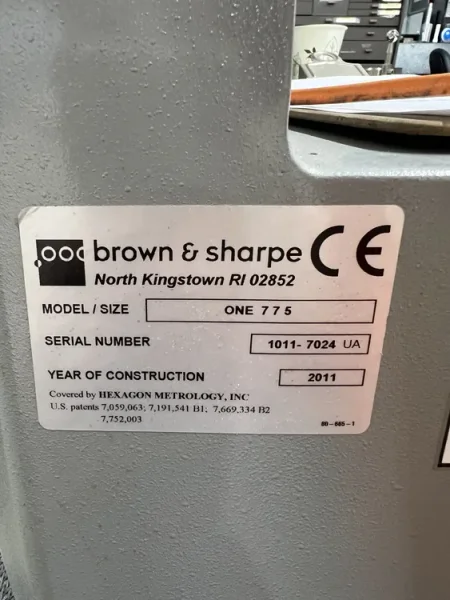 .000 brown & sharpe CE
North Kingstown RI 02852
MODEL / SIZE ONE 7 7 5
SERIAL NUMBER 1011- 7024 UA
YEAR OF CONSTRUCTION 2011
Covered by HEXAGON METROLOGY, INC
U.S. patents 7,059,063; 7,191,541 B1; 7,669,334 B2
7,752,003
80-665-1